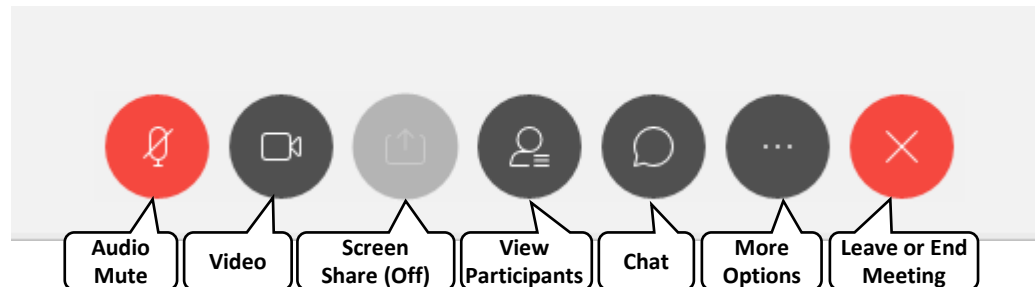 Audio
Mute
Video
Screen
Share (Off)
View
Participants
Chat
More
Options
Leave or End
Meeting